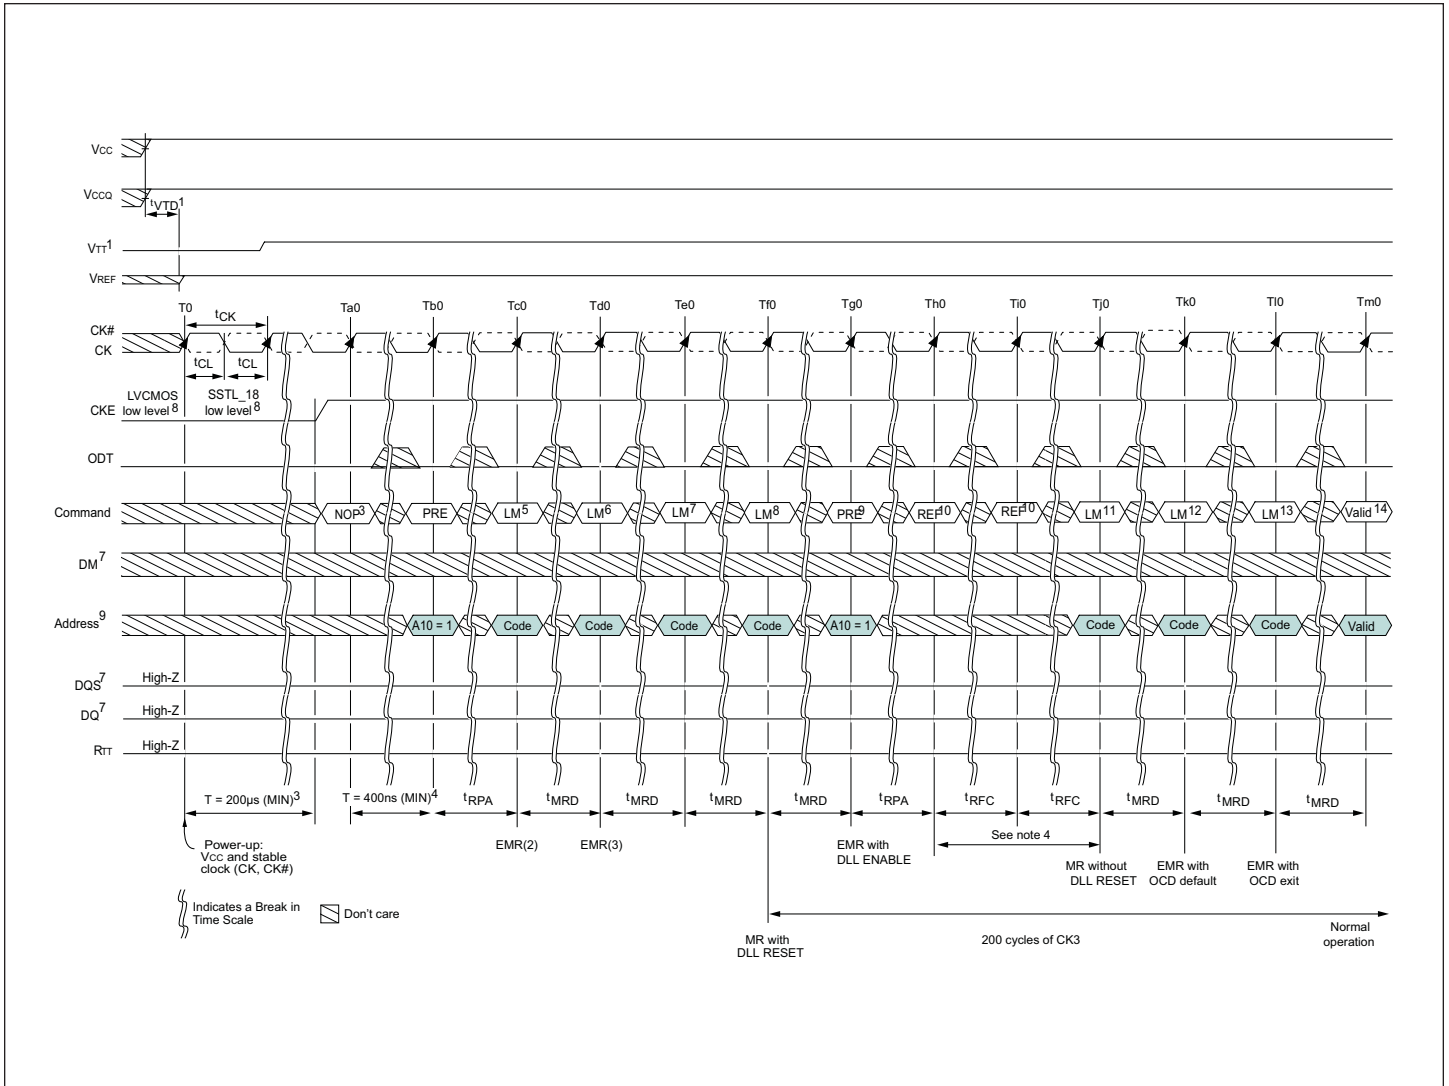 VCC
VCCQ
tVTD1
VTT1
VREF
T0 Ta0 Tb0 Tc0 Td0 Te0 Tf0 Tg0 Th0 Ti0 Tj0 Tk0 Tl0 Tm0
tCK
CK#
CK
tCL tCL
LVCMOS
low level8
SSTL_18
low level8
CKE
ODT
Command NOP3 PRE LM5 LM6 LM7 LM8 PRE9 REF10 REF10 LM11 LM12 LM13 Valid14
DM7
Address9 A10 = 1 Code Code Code Code A10 = 1 Code Code Code Valid
DQS7 High-Z
DQ7 High-Z
RTT High-Z
T = 200µs (MIN)3 T = 400ns (MIN)4 tRPA tMRD tMRD tMRD tMRD tRPA tRFC tRFC tMRD tMRD tMRD
See note 4
Power-up:
VCC and stable
clock (CK, CK#)
EMR(2) EMR(3)
EMR with
DLL ENABLE
MR without
DLL RESET
EMR with
OCD default
EMR with
OCD exit
Indicates a Break in
Time Scale
Don't care
MR with
DLL RESET
200 cycles of CK3
Normal
operation